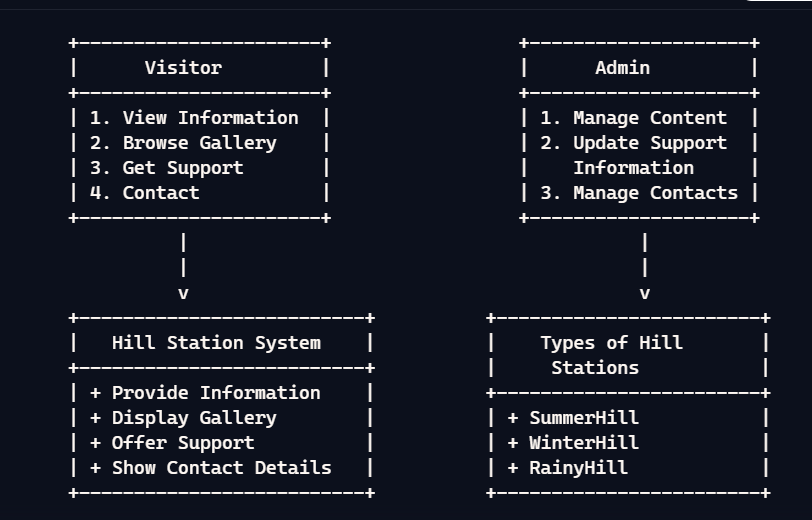 +----------------------+                 +--------------------+
|      Visitor         |                 |      Admin         |
+----------------------+                 +--------------------+
| 1. View Information  |                 | 1. Manage Content  |
| 2. Browse Gallery    |                 | 2. Update Support  |
| 3. Get Support       |                 |    Information     |
| 4. Contact           |                 | 3. Manage Contacts |
+----------------------+                 +--------------------+
          |                                         |
          |                                         |
          v                                         v
+--------------------------+          +------------------------+
|   Hill Station System    |          |    Types of Hill       |
+--------------------------+          |     Stations           |
| + Provide Information    |          +------------------------+
| + Display Gallery        |          | + SummerHill           |
| + Offer Support          |          | + WinterHill           |
| + Show Contact Details   |          | + RainyHill            |
+--------------------------+          +------------------------+